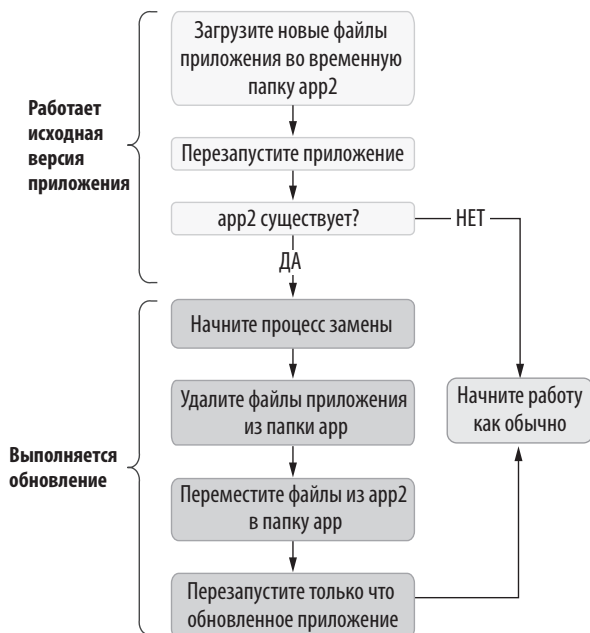 Загрузите новые файлы
приложения во временную
папку app2
Работает
исходная
версия
приложения
Перезапустите приложение
app2 существует?
НЕТ
ДА
Начните процесс замены
Удалите файлы приложения
из папки app
Начните работу
как обычно
Выполняется
обновление
Переместите файлы из app2
в папку app
Перезапустите только что
обновленное приложение